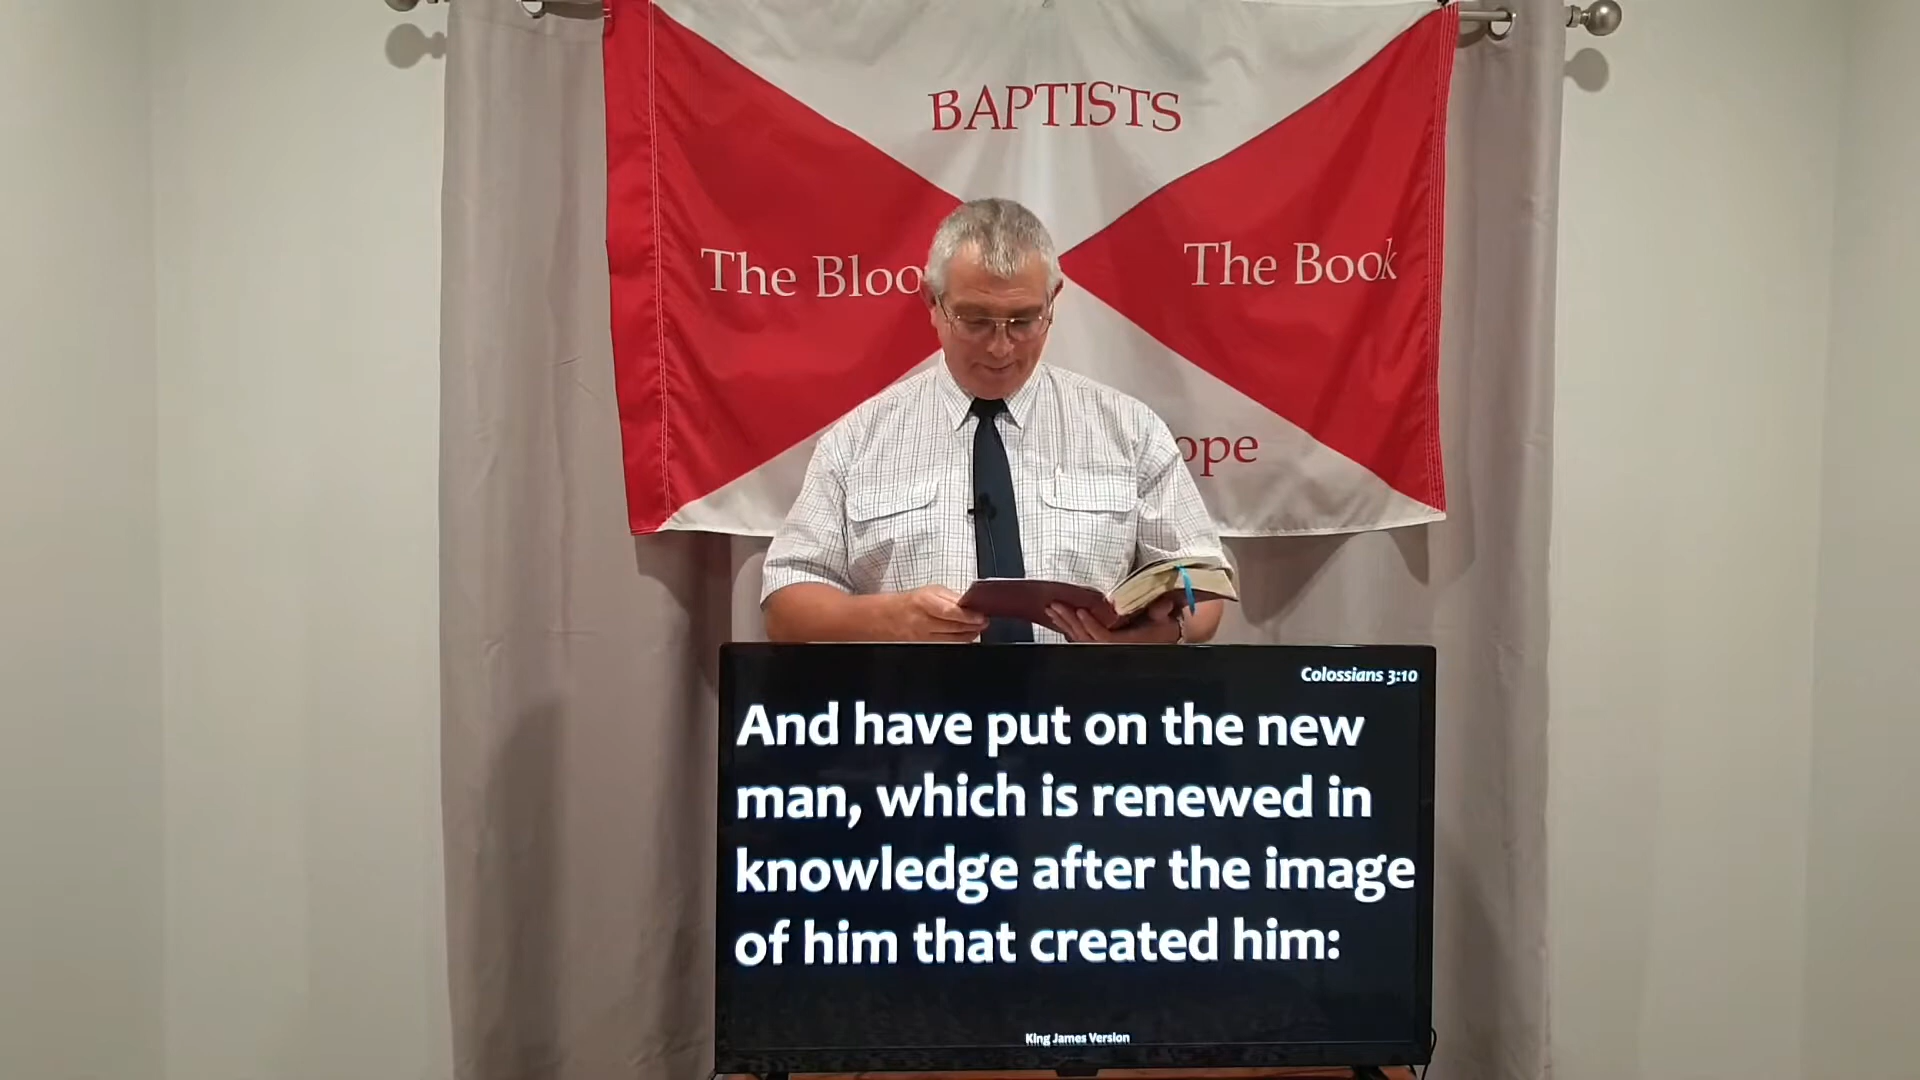 BAPTISTS
The Bloo
The Book
ope
Colossians 3:10
And have put on the new
man, which is renewed in
knowledge after the image
of him that created him:
King James Version